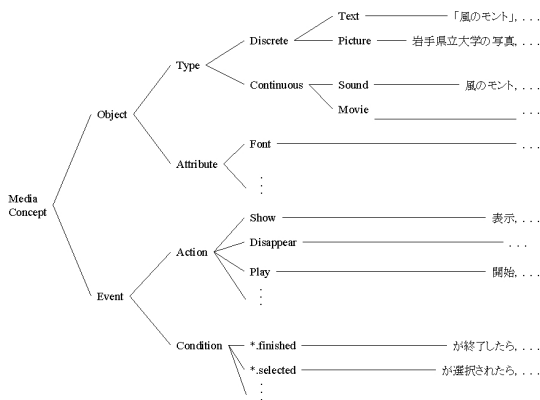 Text 「風のモント」, . . .
Discrete
Picture 岩手県立大学の写真, . . .
Type
Continuous Sound 風のモント, . . .
Movie . . .
Object
Font . . .
Attribute
Media
Concept
Show 表示, . . .
Disappear . . .
Action
Play 開始, . . .
Event
Condition *.finished が終了したら, . . .
*.selected が選択されたら, . . .